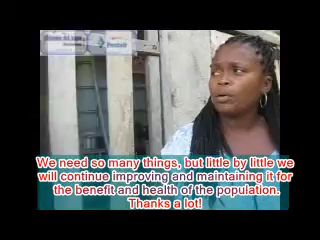 We need so many things, but little by little we
will continue improving and maintaining it for
the benefit and health of the population.
Thanks a lot!